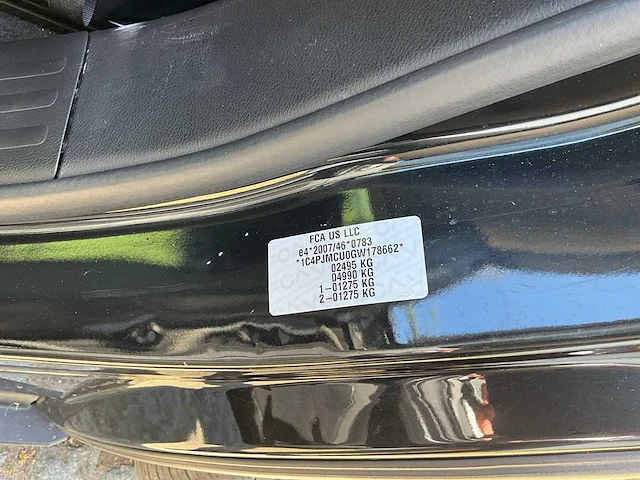 FCA US LLC
e4*2007/46*0783
*1C4PJMCU0GW178662*
02495 KG
04990 KG
1-01275 KG
2-01275 KG